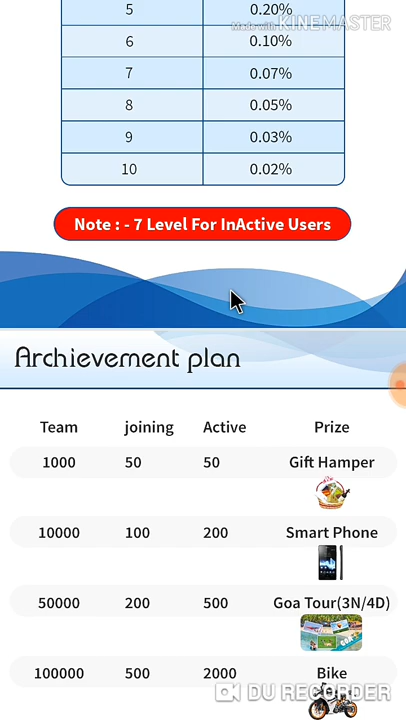 5 0.20%
Made with KINEMASTER
6 0.10%
7 0.07%
8 0.05%
9 0.03%
10 0.02%
Note : - 7 Level For InActive Users
Archievement plan
Team joining Active Prize
1000 50 50 Gift Hamper
10000 100 200 Smart Phone
50000 200 500 Goa Tour(3N/4D)
100000 500 2000 Bike
DU RECORDER